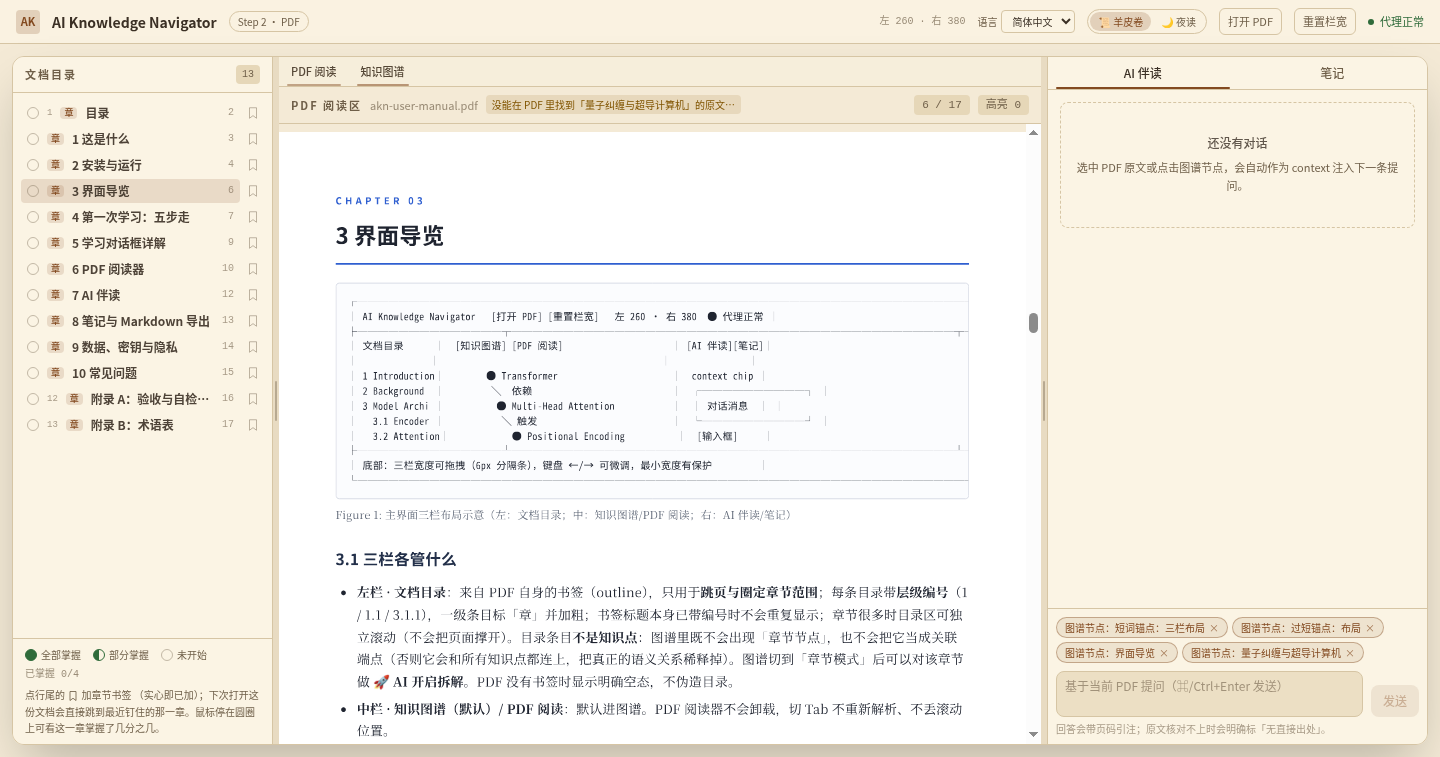 AK AI Knowledge Navigator Step 2 · PDF 左 260 · 右 380 语言 简体中文 📜 羊皮卷 🌙 夜读 打开 PDF 重置栏宽 代理正常
文档目录 13
1 章 目录 2
章 1 这是什么 3
章 2 安装与运行 4
章 3 界面导览 6
章 4 第一次学习：五步走 7
章 5 学习对话框详解 9
章 6 PDF 阅读器 10
章 7 AI 伴读 12
章 8 笔记与 Markdown 导出 13
章 9 数据、密钥与隐私 14
章 10 常见问题 15
12 章 附录 A：验收与自检… 16
13 章 附录 B：术语表 17
全部掌握 部分掌握 未开始
已掌握 0/4
点行尾的 口 加章节书签 （实心即已加）；下次打开这
份文档会直接跳到最近钉住的那一章。鼠标停在圆圈
上可看这一章掌握了几分之几。
PDF 阅读 知识图谱
PDF 阅读区 akn-user-manual.pdf 没能在 PDF 里找到「量子纠缠与超导计算机」的原文… 6 / 17 高亮 0
CHAPTER 03
3 界面导览
AI Knowledge Navigator [打开 PDF] [重置栏宽] 左 260 · 右 380 ● 代理正常
文档目录 [知识图谱] [PDF 阅读] [AI 伴读][笔记]
1 Introduction ● Transformer context chip
2 Background ＼ 依赖
3 Model Archi ● Multi-Head Attention 对话消息
3.1 Encoder ＼ 触发
3.2 Attention ● Positional Encoding [输入框]
底部：三栏宽度可拖拽（6px 分隔条），键盘 ←/→ 可微调，最小宽度有保护
Figure 1: 主界面三栏布局示意（左：文档目录；中：知识图谱/PDF 阅读；右：AI 伴读/笔记）
3.1 三栏各管什么
• 左栏 · 文档目录：来自 PDF 自身的书签（outline），只用于跳页与圈定章节范围；每条目录带层级编号（1
/ 1.1 / 3.1.1），一级条目标「章」并加粗；书签标题本身已带编号时不会重复显示；章节很多时目录区可独
立滚动（不会把页面撑开）。目录条目不是知识点：图谱里既不会出现「章节节点」，也不会把它当成关联
端点（否则它会和所有知识点都连上，把真正的语义关系稀释掉）。图谱切到「章节模式」后可以对该章节
做 🚀 AI 开启拆解。PDF 没有书签时显示明确空态，不伪造目录。
• 中栏 · 知识图谱（默认）/ PDF 阅读：默认进图谱。PDF 阅读器不会卸载，切 Tab 不重新解析、不丢滚动
位置。
AI 伴读 笔记
还没有对话
选中 PDF 原文或点击图谱节点，会自动作为 context 注入下一条提
问。
图谱节点：短词锚点：三栏布局 × 图谱节点：过短锚点：布局 ×
图谱节点：界面导览 × 图谱节点：量子纠缠与超导计算机 ×
基于当前 PDF 提问（⌘/Ctrl+Enter 发送） 发送
回答会带页码引注；原文核对不上时会明确标「无直接出处」。